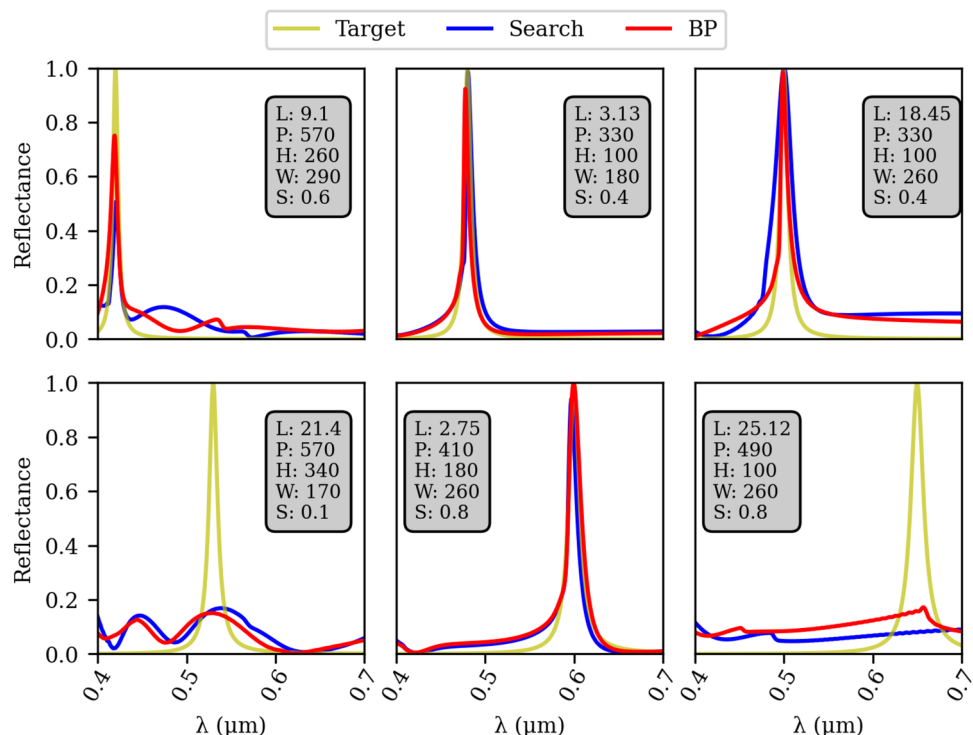 Target Search BP
Reflectance
1.0
0.8
0.6
0.4
0.2
0.0
L: 9.1
P: 570
H: 260
W: 290
S: 0.6
L: 3.13
P: 330
H: 100
W: 180
S: 0.4
L: 18.45
P: 330
H: 100
W: 260
S: 0.4
Reflectance
1.0
0.8
0.6
0.4
0.2
0.0
L: 21.4
P: 570
H: 340
W: 170
S: 0.1
L: 2.75
P: 410
H: 180
W: 260
S: 0.8
L: 25.12
P: 490
H: 100
W: 260
S: 0.8
0.4 0.5 0.6 0.7 0.4 0.5 0.6 0.7 0.4 0.5 0.6 0.7
λ (μm) λ (μm) λ (μm)